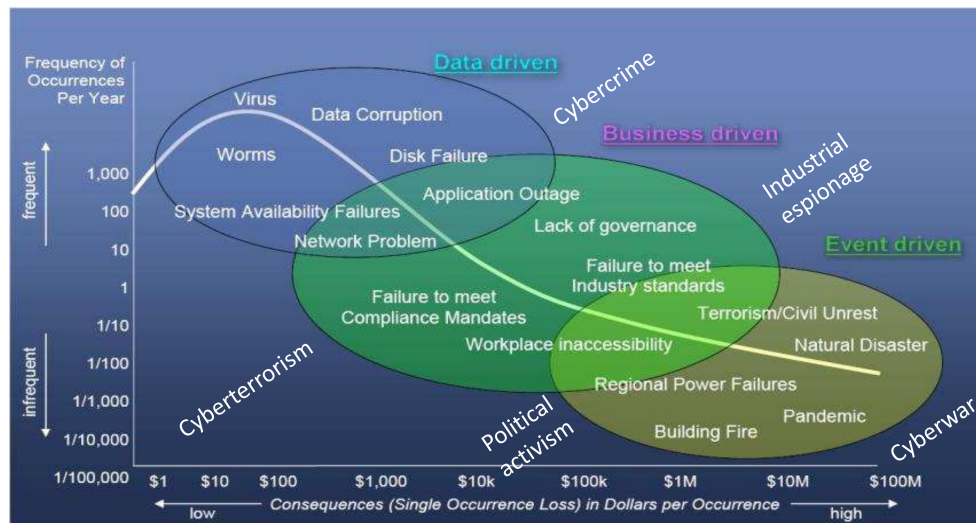 Frequency of
Occurrences
Per Year
frequent
infrequent
1,000
100
10
1
1/10
1/100
1/1,000
1/10,000
1/100,000
Data driven
Cybercrime
Virus
Data Corruption
Worms
Disk Failure
Business driven
Application Outage
System Availability Failures
Network Problem
Industrial
espionage
Lack of governance
Event driven
Failure to meet
Industry standards
Failure to meet
Compliance Mandates
Terrorism/Civil Unrest
Workplace inaccessibility
Natural Disaster
Cyberterrorism
Regional Power Failures
Political
activism
Pandemic
Building Fire
Cyberwar
$1
$10
$100
$1,000
$10k
$100k
$1M
$10M
$100M
low
Consequences (Single Occurrence Loss) in Dollars per Occurrence
high